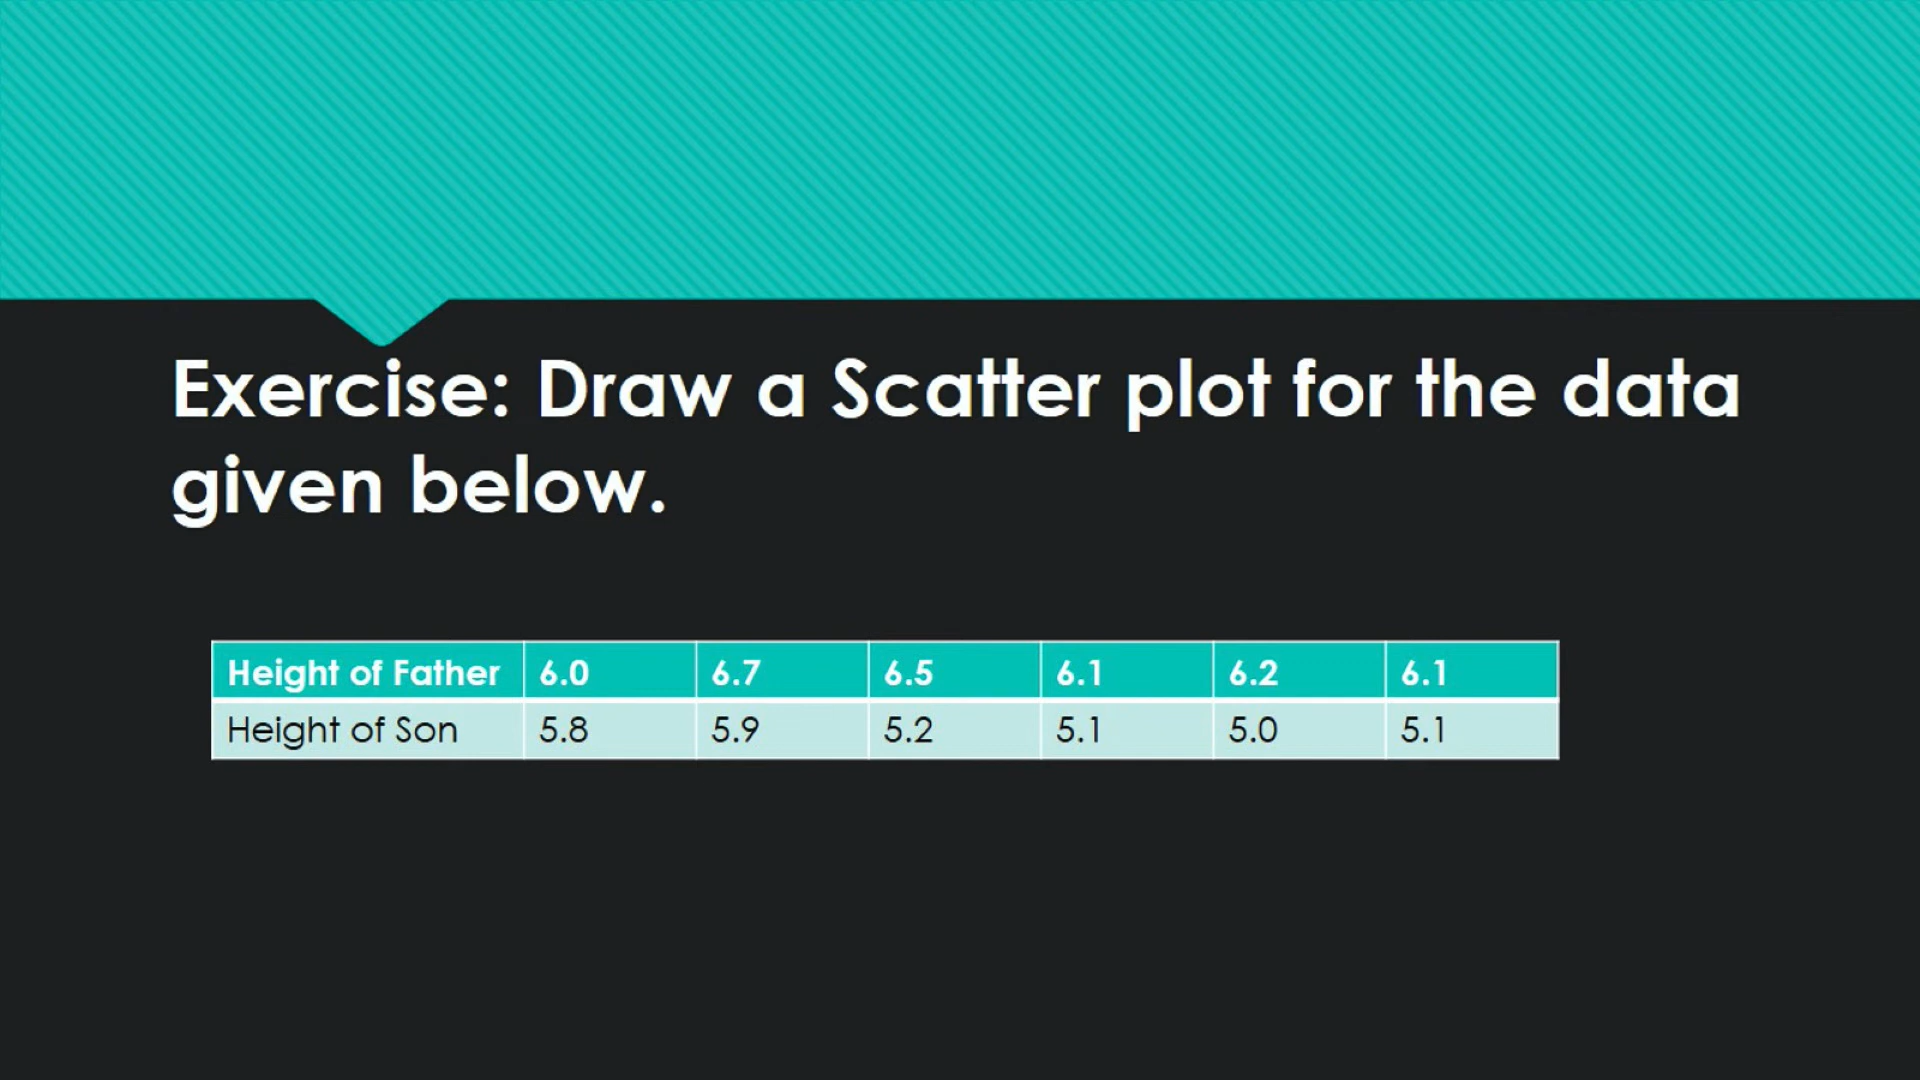 Exercise: Draw a Scatter plot for the data
given below.
Height of Father 6.0 6.7 6.5 6.1 6.2 6.1
Height of Son 5.8 5.9 5.2 5.1 5.0 5.1